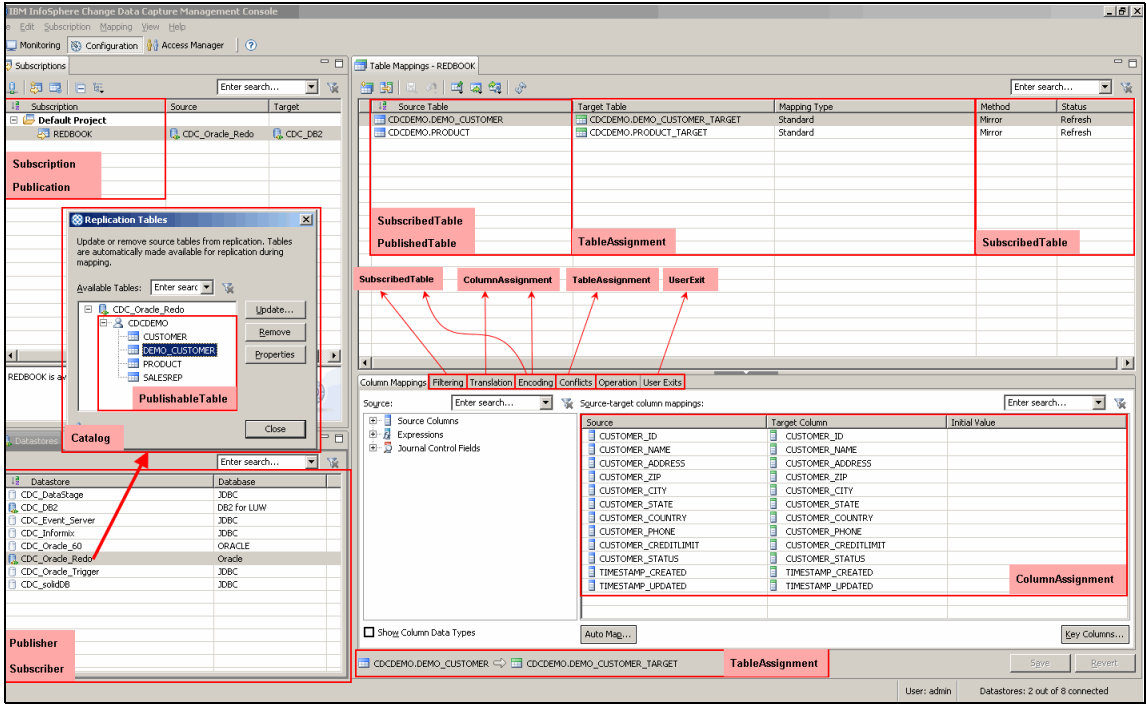 IBM InfoSphere Change Data Capture Management Console
e Edit Subscription Mapping View Help
Monitoring Configuration Access Manager
Subscriptions
Enter search...
Subscription Source Target
Default Project
REDBOOK CDC_Oracle_Redo CDC_DB2
Subscription
Publication
Replication Tables
Update or remove source tables from replication. Tables
are automatically made available for replication during
mapping.
Available Tables: Enter searc
CDC_Oracle_Redo
CDCDEMO
CUSTOMER
DEMO_CUSTOMER
PRODUCT
SALESREP
Update...
Remove
Properties
PublishableTable
Close
Catalog
REDBOOK is av
Datastores
Enter search...
Datastore Database
CDC_DataStage JDBC
CDC_DB2 DB2 for LUW
CDC_Event_Server JDBC
CDC_Informix JDBC
CDC_Oracle_60 ORACLE
CDC_Oracle_Redo Oracle
CDC_Oracle_Trigger JDBC
CDC_solidDB JDBC
Publisher
Subscriber
Table Mappings - REDBOOK
Enter search...
Source Table Target Table Mapping Type Method Status
CDCDEMO.DEMO_CUSTOMER CDCDEMO.DEMO_CUSTOMER_TARGET Standard Mirror Refresh
CDCDEMO.PRODUCT CDCDEMO.PRODUCT_TARGET Standard Mirror Refresh
SubscribedTable
PublishedTable
TableAssignment
SubscribedTable
SubscribedTable ColumnAssignment TableAssignment UserExit
Column Mappings Filtering Translation Encoding Conflicts Operation User Exits
Source: Enter search...
Source-target column mappings: Enter search...
Source Columns
Expressions
Journal Control Fields
Source Target Column Initial Value
CUSTOMER_ID CUSTOMER_ID
CUSTOMER_NAME CUSTOMER_NAME
CUSTOMER_ADDRESS CUSTOMER_ADDRESS
CUSTOMER_ZIP CUSTOMER_ZIP
CUSTOMER_CITY CUSTOMER_CITY
CUSTOMER_STATE CUSTOMER_STATE
CUSTOMER_COUNTRY CUSTOMER_COUNTRY
CUSTOMER_PHONE CUSTOMER_PHONE
CUSTOMER_CREDITLIMIT CUSTOMER_CREDITLIMIT
CUSTOMER_STATUS CUSTOMER_STATUS
TIMESTAMP_CREATED TIMESTAMP_CREATED
TIMESTAMP_UPDATED TIMESTAMP_UPDATED
ColumnAssignment
Show Column Data Types
Auto Map...
Key Columns...
CDCDEMO.DEMO_CUSTOMER CDCDEMO.DEMO_CUSTOMER_TARGET
TableAssignment
Save Revert
User: admin Datastores: 2 out of 8 connected